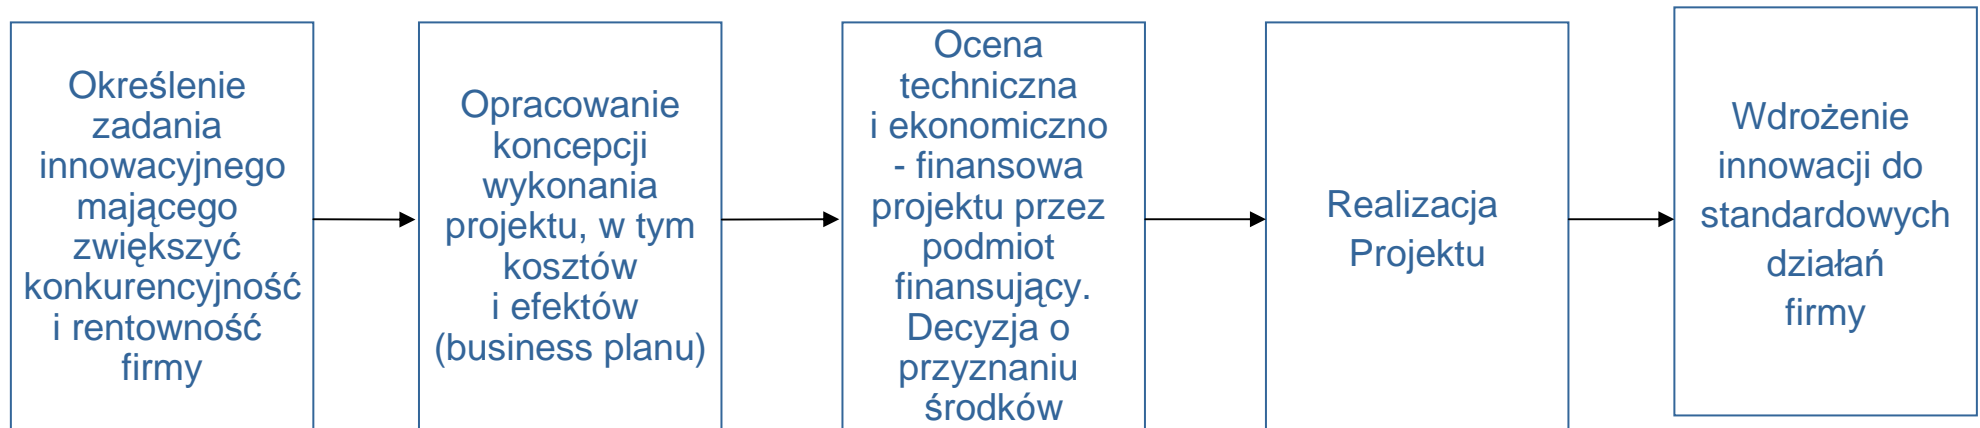 Określenie
zadania
innowacyjnego
mającego
zwiększyć
konkurencyjność
i rentowność
firmy
Opracowanie
koncepcji
wykonania
projektu, w tym
kosztów
i efektów
(business planu)
Ocena
techniczna
i ekonomiczno
- finansowa
projektu przez
podmiot
finansujący.
Decyzja o
przyznaniu
środków
Realizacja
Projektu
Wdrożenie
innowacji do
standardowych
działań
firmy